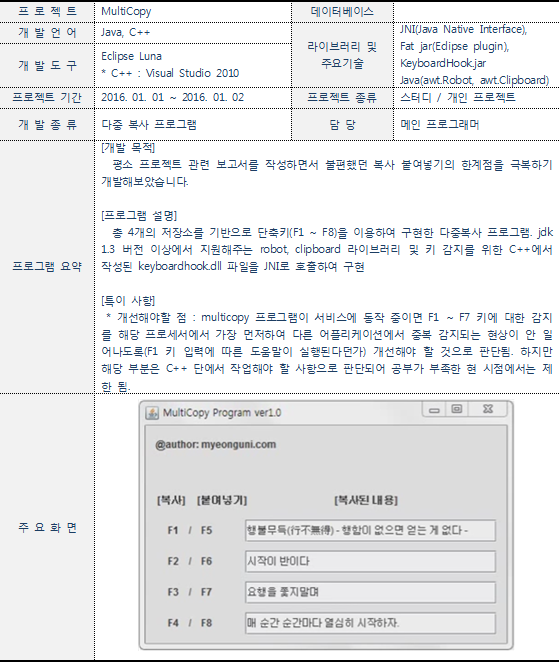 프 로 젝 트 MultiCopy 데이터베이스
개 발 언 어 Java, C++ 라이브러리 및 주요기술 JNI(Java Native Interface),
Fat jar(Eclipse plugin),
KeyboardHook.jar
Java(awt.Robot, awt.Clipboard)
개 발 도 구 Eclipse Luna
* C++ : Visual Studio 2010
프로젝트 기간 2016. 01. 01 ~ 2016. 01. 02 프로젝트 종류 스터디 / 개인 프로젝트
개 발 종 류 다중 복사 프로그램 담 당 메인 프로그래머
프로그램 요약
[개발 목적]
평소 프로젝트 관련 보고서를 작성하면서 불편했던 복사 붙여넣기의 한계점을 극복하기
개발해보았습니다.
[프로그램 설명]
총 4개의 저장소를 기반으로 단축키(F1 ~ F8)을 이용하여 구현한 다중복사 프로그램. jdk
1.3 버전 이상에서 지원해주는 robot, clipboard 라이브러리 및 키 감지를 위한 C++에서
작성된 keyboardhook.dll 파일을 JNI로 호출하여 구현
[특이 사항]
* 개선해야할 점 : multicopy 프로그램이 서비스에 동작 중이면 F1 ~ F7 키에 대한 감지
를 해당 프로세서에서 가장 먼저하여 다른 어플리케이션에서 중복 감지되는 현상이 안 일
어나도록(F1 키 입력에 따른 도움말이 실행된다던가) 개선해야 할 것으로 판단됨. 하지만
해당 부분은 C++ 단에서 작업해야 할 사항으로 판단되어 공부가 부족한 현 시점에서는 제
한 됨.
주 요 화 면
MultiCopy Program ver1.0
@author: myeonguni.com
[복사] [붙여넣기] [복사된 내용]
F1 / F5 행불무득(行不無得) - 행함이 없으면 얻는 게 없다 -
F2 / F6 시작이 반이다
F3 / F7 요행을 쫓지말며
F4 / F8 매 순간 순간마다 열심히 시작하자.